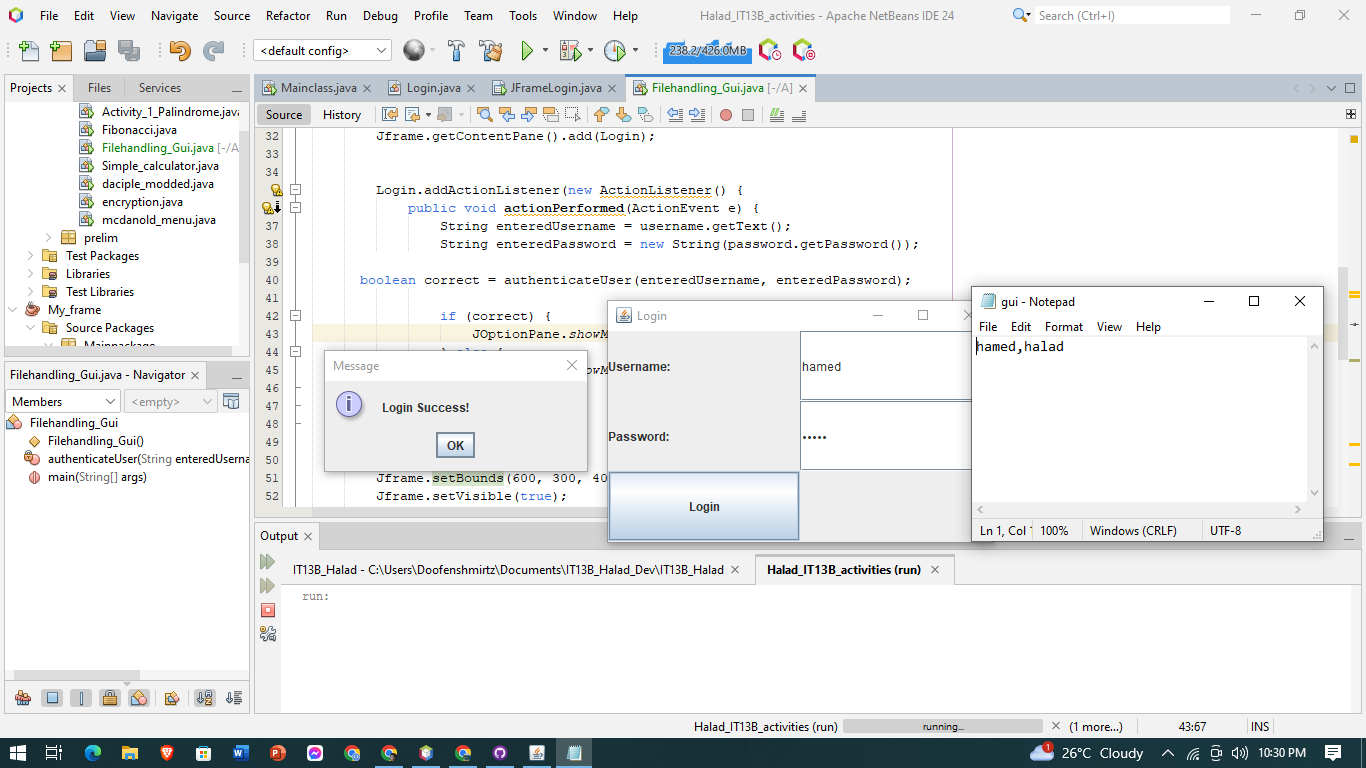 File Edit View Navigate Source Refactor Run Debug Profile Team Tools Window Help
Halad_IT13B_activities - Apache NetBeans IDE 24
Search (Ctrl+I)
<default config>
238.2/426.0MB
Projects Files Services
Activity_1_Palindrome.java
Fibonacci.java
Filehandling_Gui.java [-/A
Simple_calculator.java
daciple_modded.java
encryption.java
mcdanold_menu.java
prelim
Test Packages
Libraries
Test Libraries
My_frame
Source Packages
Mainpackage
Filehandling_Gui.java - Navigator
Members <empty>
Filehandling_Gui
Filehandling_Gui()
authenticateUser(String enteredUserna
main(String[] args)
Mainclass.java Login.java JFrameLogin.java Filehandling_Gui.java [-/A]
Source History
32 Jframe.getContentPane().add(Login);
33
34
Login.addActionListener(new ActionListener() {
public void actionPerformed(ActionEvent e) {
37 String enteredUsername = username.getText();
38 String enteredPassword = new String(password.getPassword());
39
40 boolean correct = authenticateUser(enteredUsername, enteredPassword);
41
42 if (correct) {
43 JOptionPane.showM
44 } else {
45 owM
46
47
48
49
50
51 Jframe.setBounds(600, 300, 40
52 Jframe.setVisible(true);
Message
Login Success!
OK
Login
Username:
hamed
Password:
•••••
Login
gui - Notepad
File Edit Format View Help
hamed,halad
Ln 1, Col 100% Windows (CRLF) UTF-8
Output
IT13B_Halad - C:\Users\Doofenshmirtz\Documents\IT13B_Halad_Dev\IT13B_Halad
Halad_IT13B_activities (run)
run:
Halad_IT13B_activities (run) running... (1 more...) 43:67 INS
1 26°C Cloudy 10:30 PM